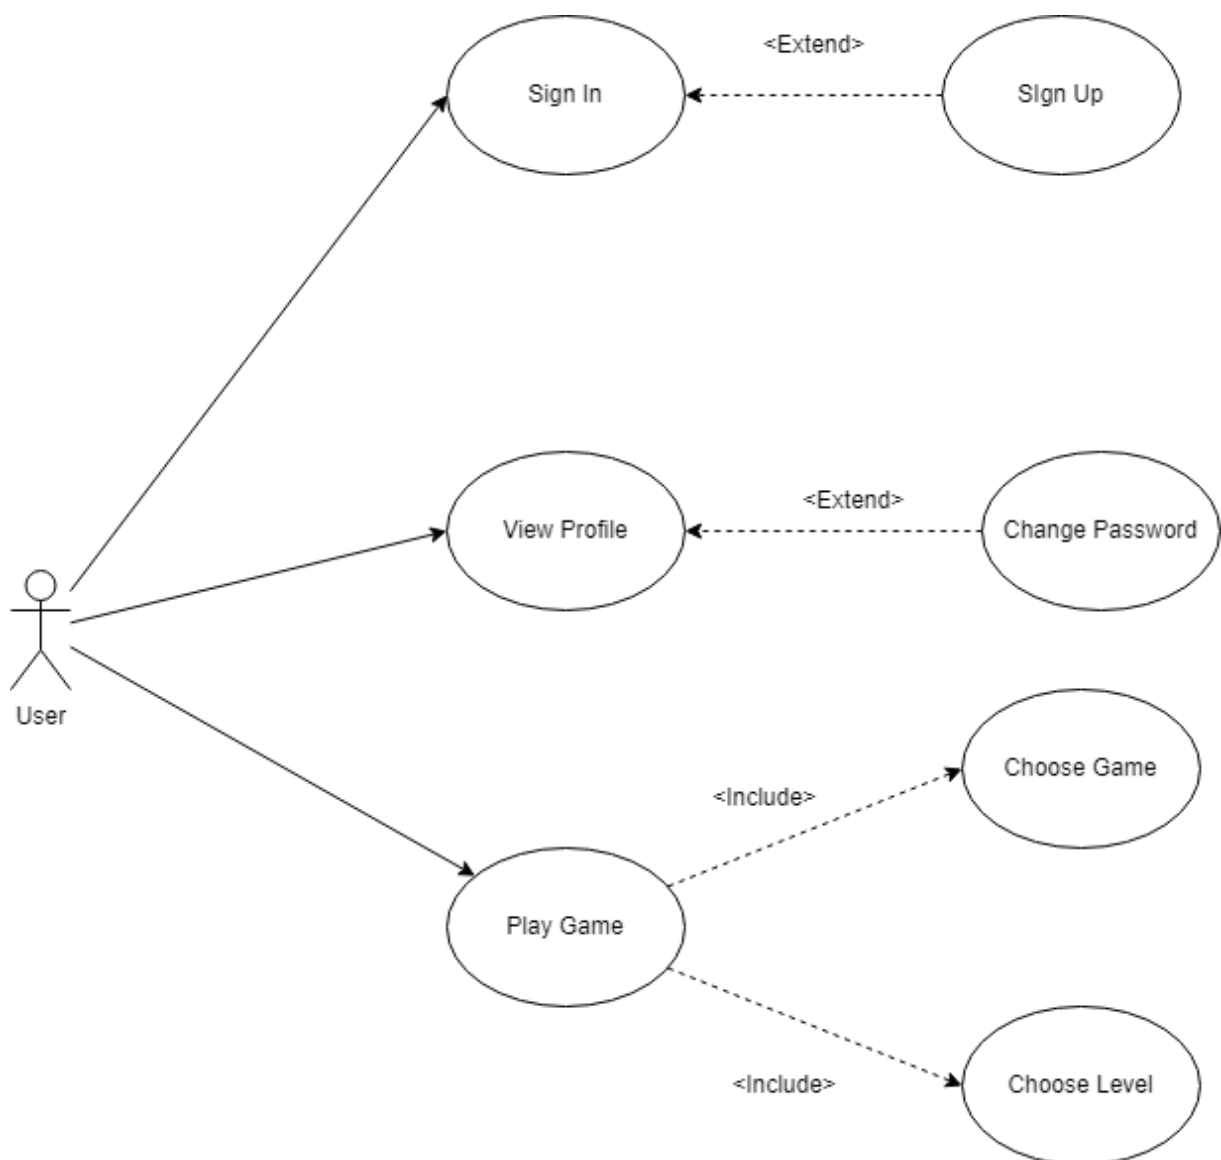 <Extend>
Sign In
SIgn Up
<Extend>
View Profile
Change Password
User
Choose Game
<Include>
Play Game
<Include>
Choose Level